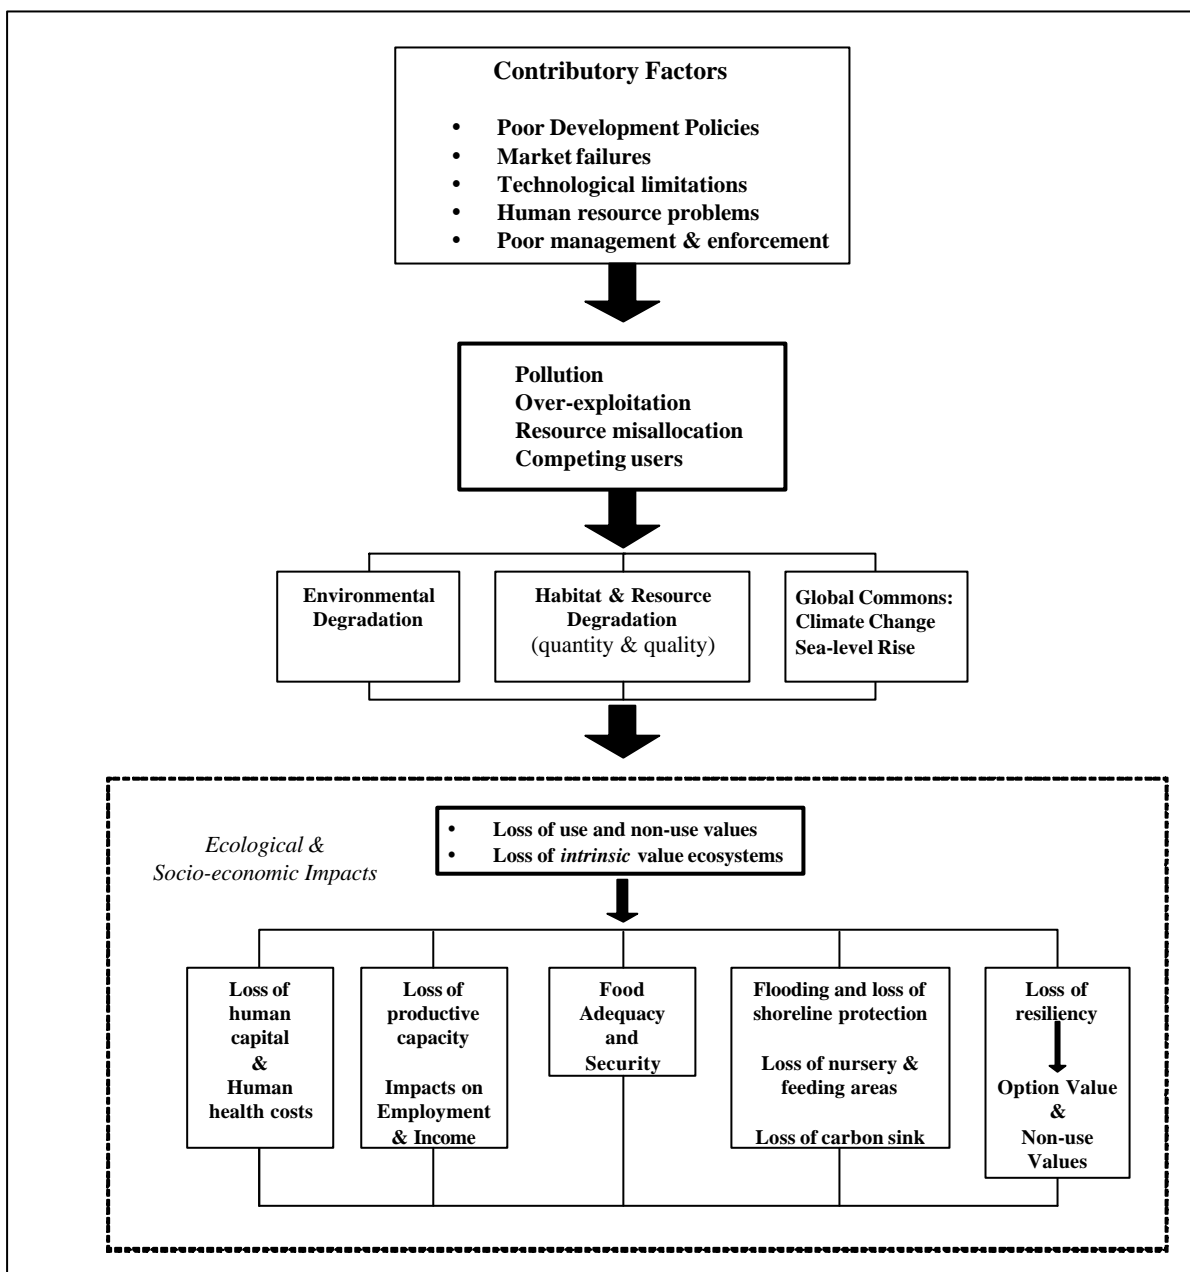 Contributory Factors
• Poor Development Policies
• Market failures
• Technological limitations
• Human resource problems
• Poor management & enforcement
Pollution
Over-exploitation
Resource misallocation
Competing users
Environmental
Degradation
Habitat & Resource
Degradation
(quantity & quality)
Global Commons:
Climate Change
Sea-level Rise
Ecological &
Socio-economic Impacts
• Loss of use and non-use values
• Loss of intrinsic value ecosystems
Loss of
human
capital
&
Human
health costs
Loss of
productive
capacity
Impacts on
Employment
& Income
Food
Adequacy
and
Security
Flooding and loss of
shoreline protection
Loss of nursery &
feeding areas
Loss of carbon sink
Loss of
resiliency
Option Value
&
Non-use
Values